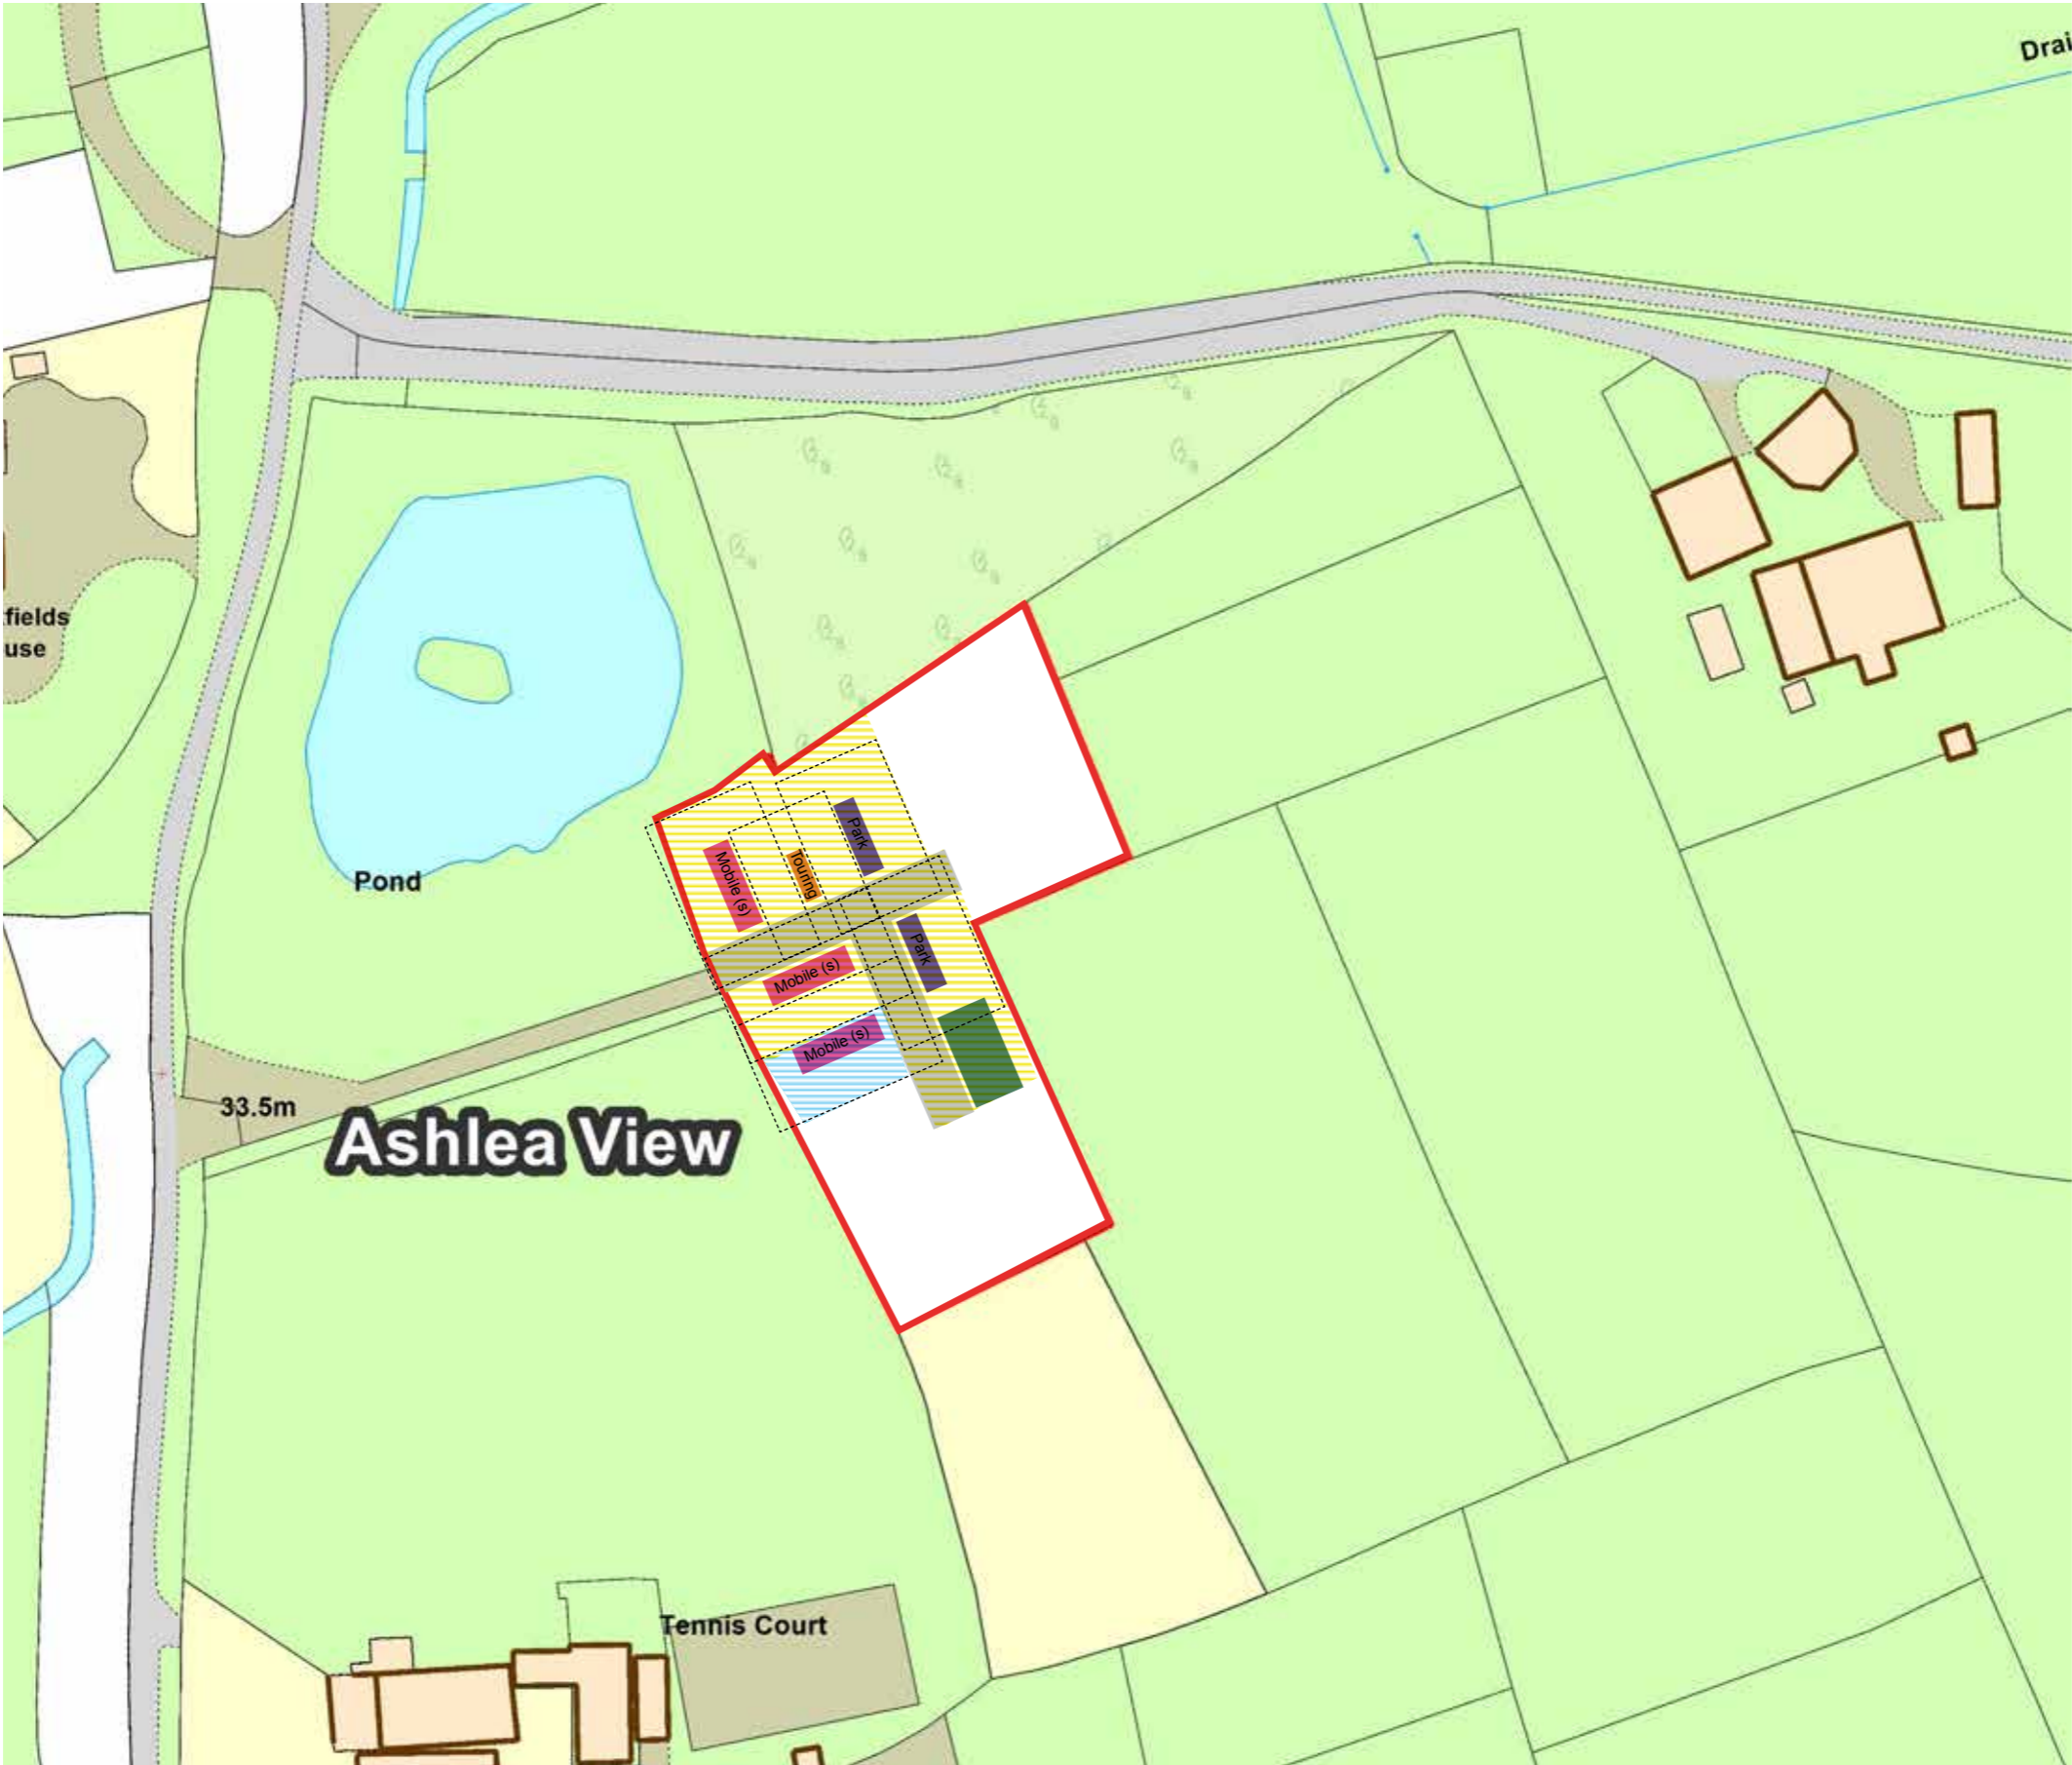 Drai
fields
use
Park
Mobile (s)
Touring
Pond
Park
Mobile (s)
Mobile (s)
33.5m
Ashlea View
Tennis Court